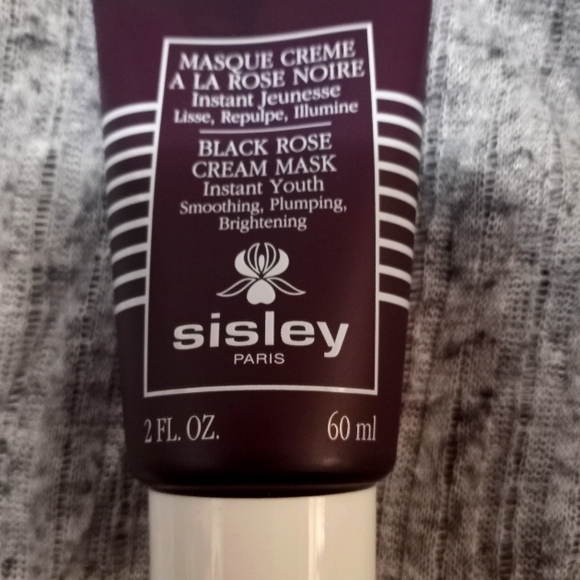 MASQUE CREME
A LA ROSE NOIRE
Instant Jeunesse
Lisse, Repulpe, Illumine
BLACK ROSE
CREAM MASK
Instant Youth
Smoothing, Plumping,
Brightening
sisley
PARIS
2 FL. OZ. 60 ml